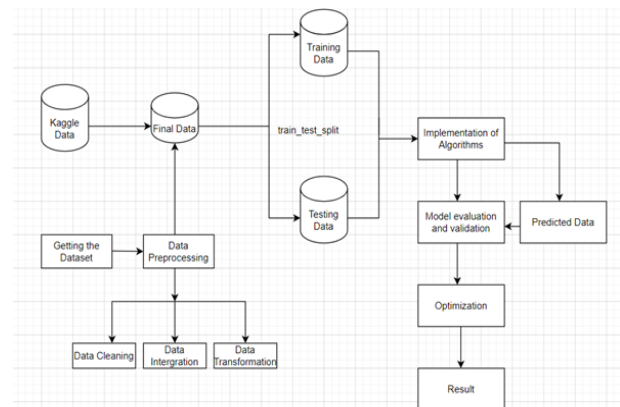 Training
Data
Kaggle
Data
Final Data
train_test_split
Implementation of
Algorithms
Testing
Data
Model evaluation
and validation
Predicted Data
Getting the
Dataset
Data
Preprocessing
Optimization
Data Cleaning
Data
Intergration
Data
Transformation
Result